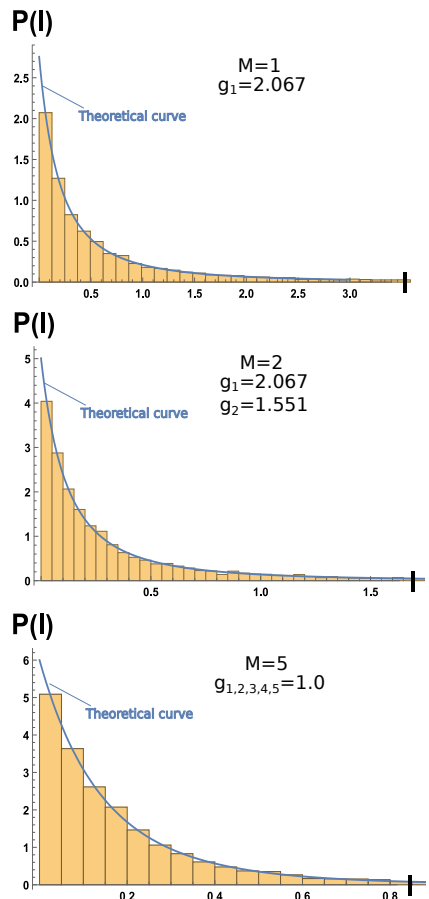 P(I)
M=1
g₁=2.067
Theoretical curve
2.5
2.0
1.5
1.0
0.5
0.0
0.5 1.0 1.5 2.0 2.5 3.0
P(I)
M=2
g₁=2.067
g₂=1.551
Theoretical curve
5
4
3
2
1
0
0.5 1.0 1.5
P(I)
M=5
g₁,₂,₃,₄,₅=1.0
Theoretical curve
6
5
4
3
2
1
0
0.2 0.4 0.6 0.8